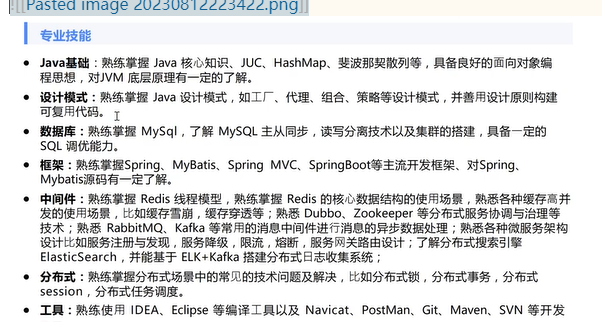 ![[Pasted image 20230812223422.png]]
专业技能
Java基础：熟练掌握 Java 核心知识、JUC、HashMap、斐波那契散列等，具备良好的面向对象编
程思想，对JVM 底层原理有一定的了解。
设计模式：熟练掌握 Java 设计模式，如工厂、代理、组合、策略等设计模式，并善用设计原则构建
可复用代码。
数据库：熟练掌握 MySql，了解 MySQL 主从同步，读写分离技术以及集群的搭建，具备一定的
SQL 调优能力。
框架：熟练掌握Spring、MyBatis、Spring MVC、SpringBoot等主流开发框架、对Spring、
Mybatis源码有一定了解。
中间件：熟练掌握 Redis 线程模型，熟练掌握 Redis 的核心数据结构的使用场景，熟悉各种缓存高并
发的使用场景，比如缓存雪崩，缓存穿透等；熟悉 Dubbo、Zookeeper 等分布式服务协调与治理等
技术；熟悉 RabbitMQ、Kafka 等常用的消息中间件进行消息的异步数据处理；熟悉各种微服务架构
设计比如服务注册与发现，服务降级，限流，熔断，服务网关路由设计；了解分布式搜索引擎
ElasticSearch，并能基于 ELK+Kafka 搭建分布式日志收集系统；
分布式：熟练掌握分布式场景中的常见的技术问题及解决，比如分布式锁，分布式事务，分布式
session，分布式任务调度。
工具：熟练使用 IDEA、Eclipse 等编译工具以及 Navicat、PostMan、Git、Maven、SVN 等开发